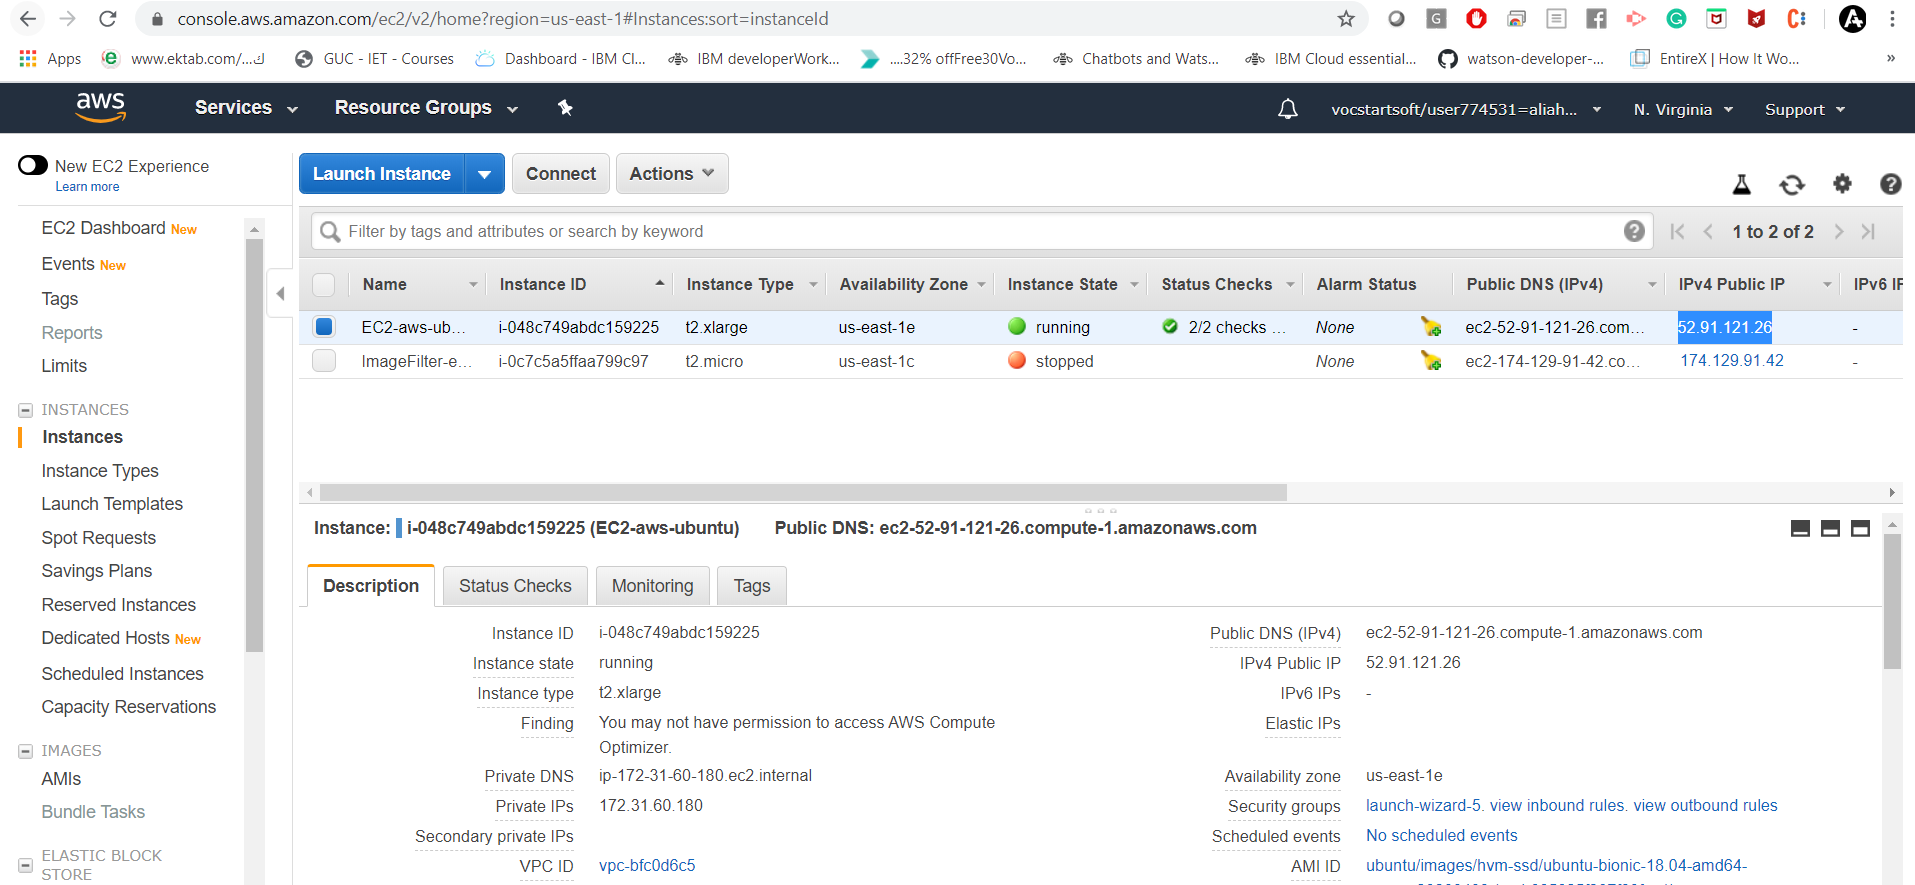 console.aws.amazon.com/ec2/v2/home?region=us-east-1#Instances:sort=instanceId
Apps
www.ektab.com/...
GUC - IET - Courses
Dashboard - IBM Cl...
IBM developerWork...
....32% offFree30Vo...
Chatbots and Wats...
IBM Cloud essential...
watson-developer-...
EntireX | How It Wo...
»
aws
Services
Resource Groups
vocstartsoft/user774531=aliah...
N. Virginia
Support
New EC2 Experience
Learn more
EC2 Dashboard New
Events New
Tags
Reports
Limits
INSTANCES
Instances
Instance Types
Launch Templates
Spot Requests
Savings Plans
Reserved Instances
Dedicated Hosts New
Scheduled Instances
Capacity Reservations
IMAGES
AMIs
Bundle Tasks
ELASTIC BLOCK
STORE
Launch Instance
Connect
Actions
Filter by tags and attributes or search by keyword
1 to 2 of 2
Name Instance ID Instance Type Availability Zone Instance State Status Checks Alarm Status Public DNS (IPv4) IPv4 Public IP IPv6 IP
EC2-aws-ub... i-048c749abdc159225 t2.xlarge us-east-1e running 2/2 checks ... None ec2-52-91-121-26.com... 52.91.121.26 -
ImageFilter-e... i-0c7c5a5ffaa799c97 t2.micro us-east-1c stopped None ec2-174-129-91-42.co... 174.129.91.42 -
Instance: i-048c749abdc159225 (EC2-aws-ubuntu) Public DNS: ec2-52-91-121-26.compute-1.amazonaws.com
Description
Status Checks
Monitoring
Tags
Instance ID i-048c749abdc159225
Instance state running
Instance type t2.xlarge
Finding You may not have permission to access AWS Compute
Optimizer.
Private DNS ip-172-31-60-180.ec2.internal
Private IPs 172.31.60.180
Secondary private IPs
VPC ID vpc-bfc0d6c5
Public DNS (IPv4) ec2-52-91-121-26.compute-1.amazonaws.com
IPv4 Public IP 52.91.121.26
IPv6 IPs -
Elastic IPs
Availability zone us-east-1e
Security groups launch-wizard-5. view inbound rules. view outbound rules
Scheduled events No scheduled events
AMI ID ubuntu/images/hvm-ssd/ubuntu-bionic-18.04-amd64-